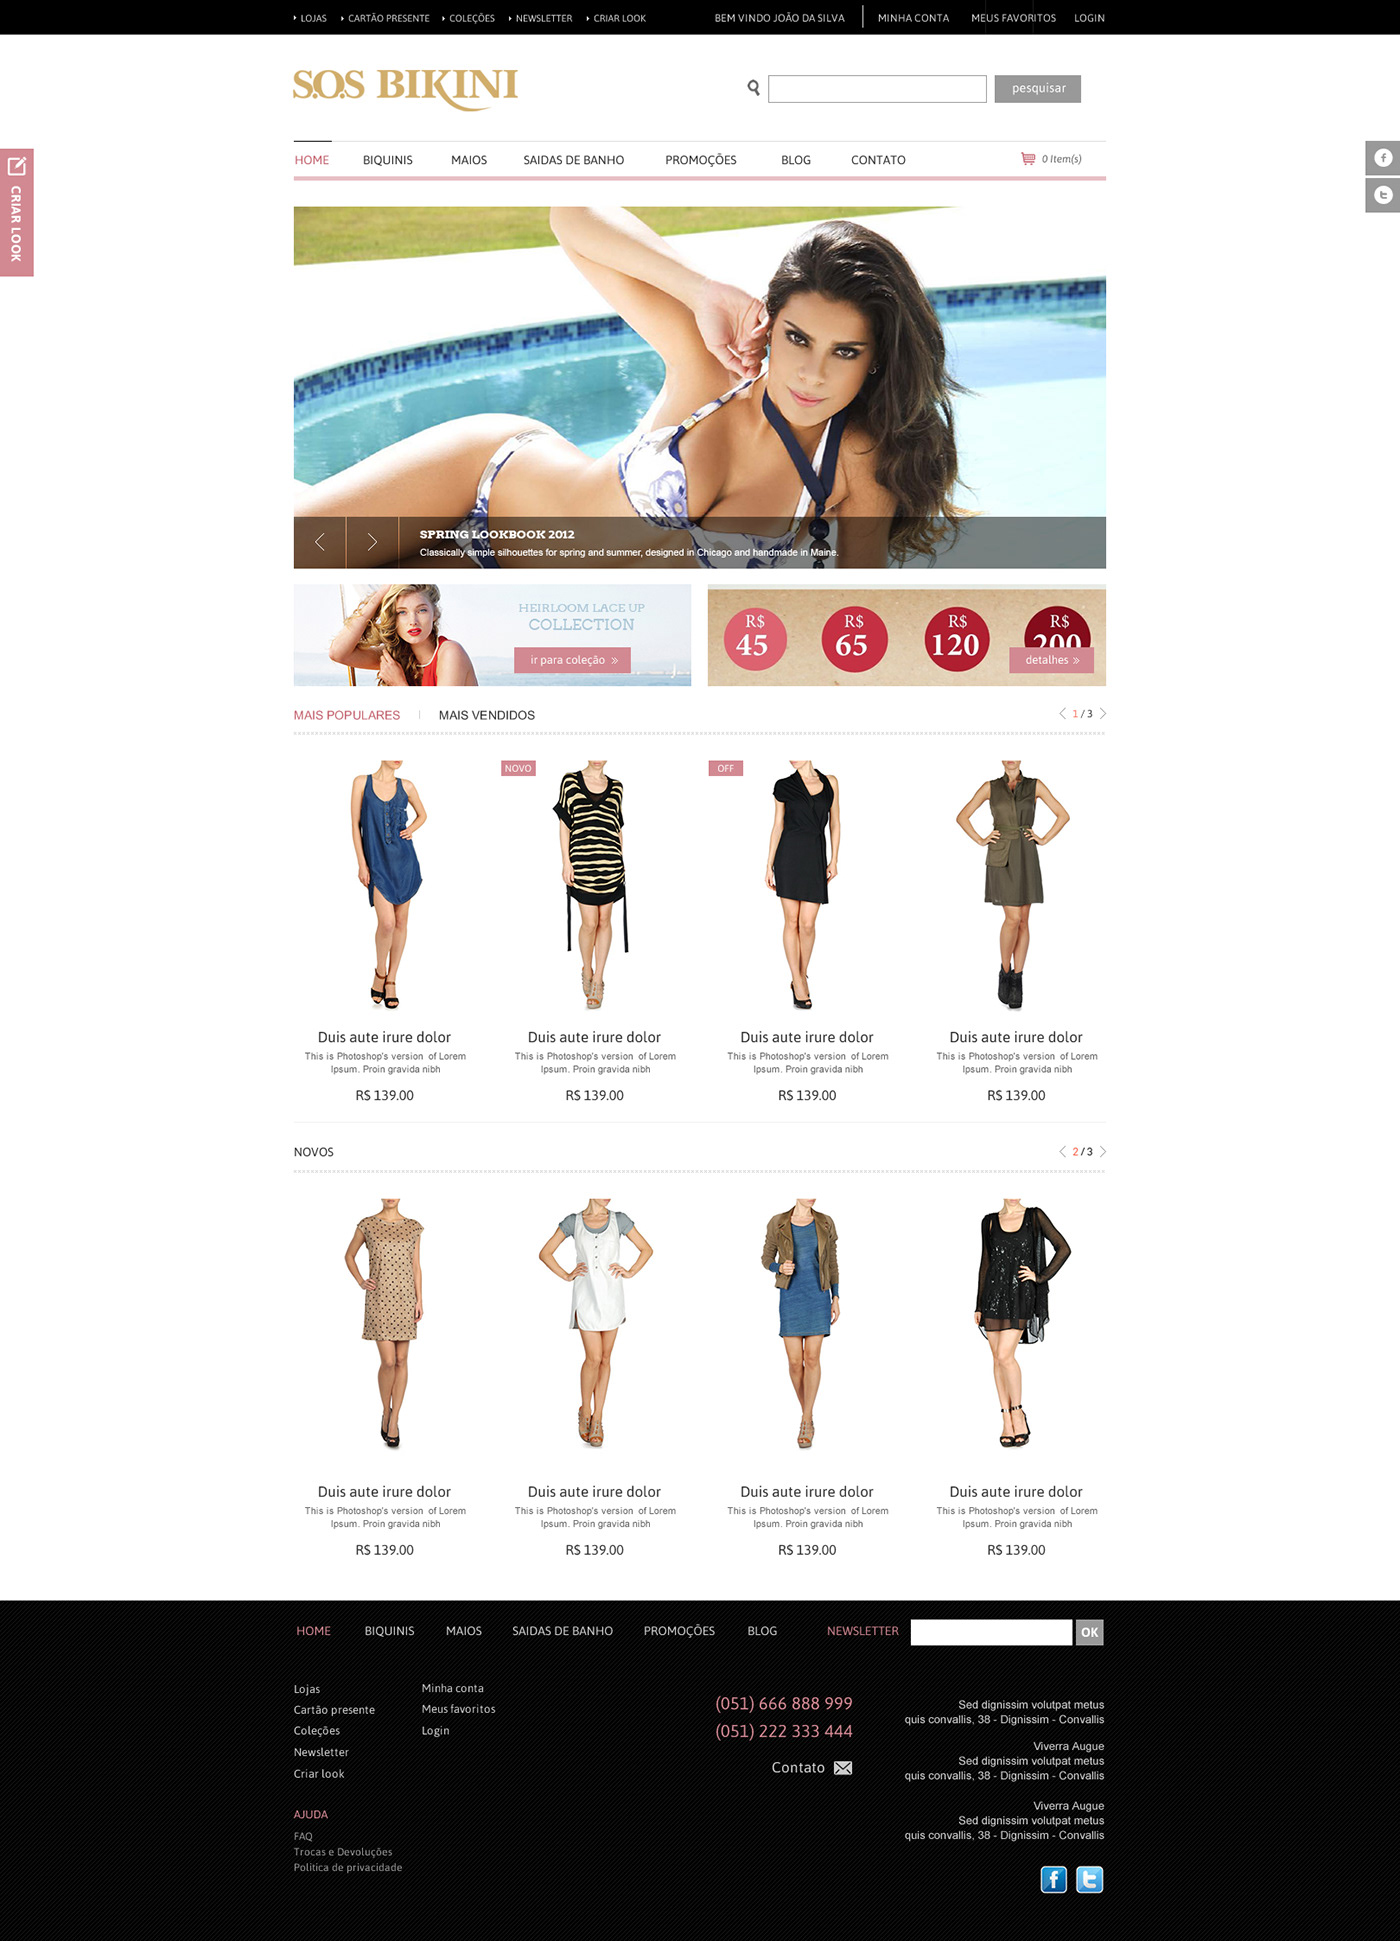 LOJAS CARTÃO PRESENTE COLEÇÕES NEWSLETTER CRIAR LOOK BEM VINDO JOÃO DA SILVA MINHA CONTA MEUS FAVORITOS LOGIN
S.O.S BIKINI
pesquisar
HOME BIQUINIS MAIOS SAIDAS DE BANHO PROMOÇÕES BLOG CONTATO 0 Item(s)
CRIAR LOOK
SPRING LOOKBOOK 2012
Classically simple silhouettes for spring and summer, designed in Chicago and handmade in Maine.
HEIRLOOM LACE UP
COLLECTION
ir para coleção »
R$ R$ R$ R$
45 65 120 200
detalhes »
MAIS POPULARES MAIS VENDIDOS 1 / 3
NOVO OFF
Duis aute irure dolor Duis aute irure dolor Duis aute irure dolor Duis aute irure dolor
This is Photoshop's version of Lorem This is Photoshop's version of Lorem This is Photoshop's version of Lorem This is Photoshop's version of Lorem
Ipsum. Proin gravida nibh Ipsum. Proin gravida nibh Ipsum. Proin gravida nibh Ipsum. Proin gravida nibh
R$ 139.00 R$ 139.00 R$ 139.00 R$ 139.00
NOVOS 2 / 3
Duis aute irure dolor Duis aute irure dolor Duis aute irure dolor Duis aute irure dolor
This is Photoshop's version of Lorem This is Photoshop's version of Lorem This is Photoshop's version of Lorem This is Photoshop's version of Lorem
Ipsum. Proin gravida nibh Ipsum. Proin gravida nibh Ipsum. Proin gravida nibh Ipsum. Proin gravida nibh
R$ 139.00 R$ 139.00 R$ 139.00 R$ 139.00
HOME BIQUINIS MAIOS SAIDAS DE BANHO PROMOÇÕES BLOG NEWSLETTER OK
Lojas
Cartão presente
Coleções
Newsletter
Criar look
Minha conta
Meus favoritos
Login
AJUDA
FAQ
Trocas e Devoluções
Politica de privacidade
(051) 666 888 999
(051) 222 333 444
Contato
Sed dignissim volutpat metus
quis convallis, 38 - Dignissim - Convallis
Viverra Augue
Sed dignissim volutpat metus
quis convallis, 38 - Dignissim - Convallis
Viverra Augue
Sed dignissim volutpat metus
quis convallis, 38 - Dignissim - Convallis